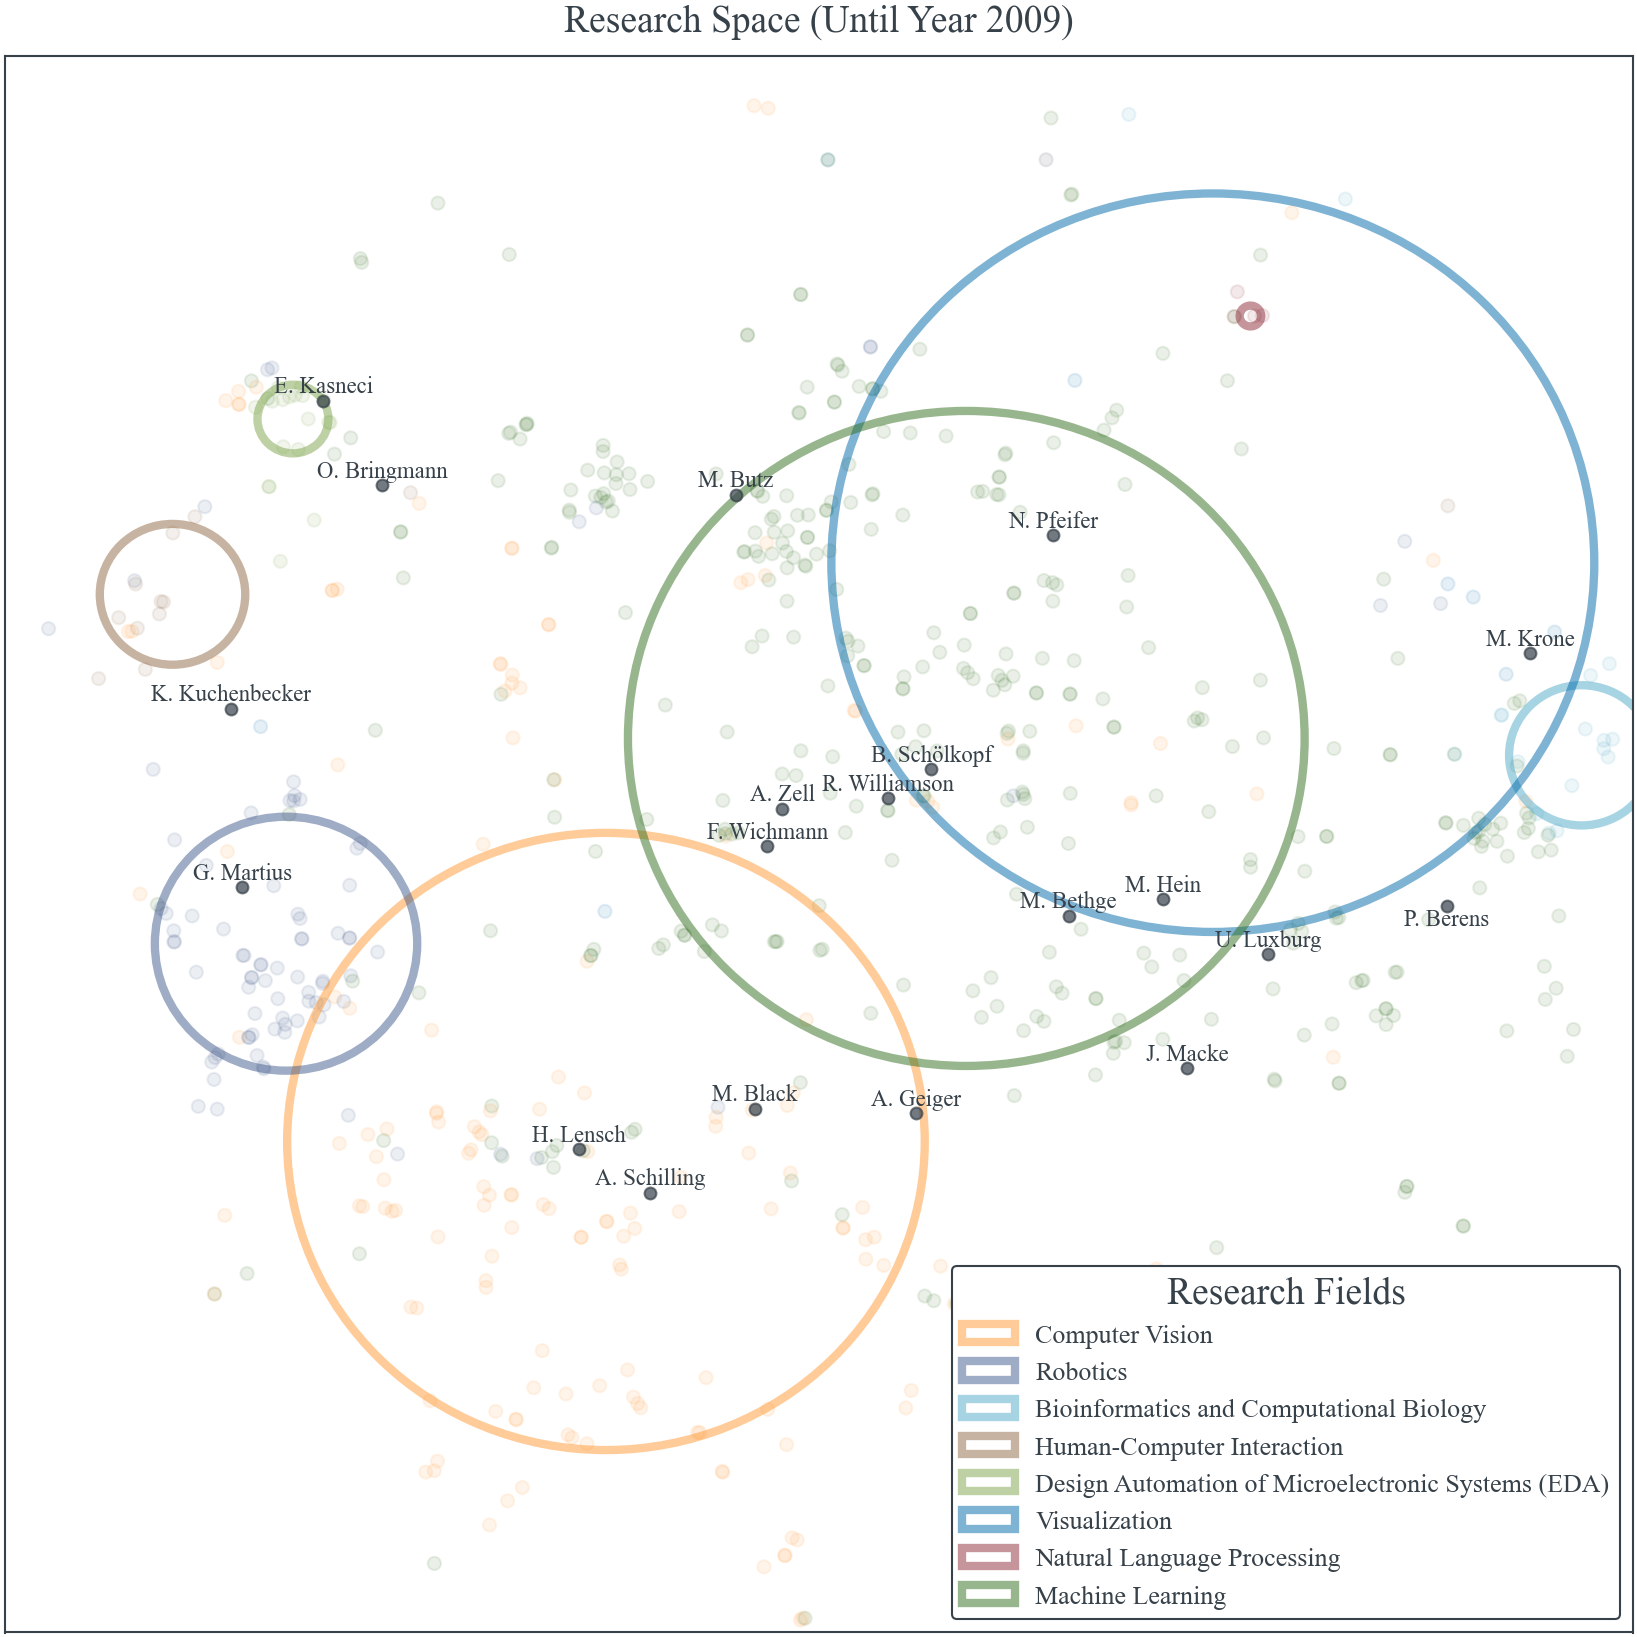 Research Space (Until Year 2009)
E. Kasneci
O. Bringmann
M. Butz
N. Pfeifer
M. Krone
K. Kuchenbecker
B. Schölkopf
R. Williamson
A. Zell
F. Wichmann
G. Martius
M. Hein
M. Bethge
P. Berens
U. Luxburg
J. Macke
M. Black
A. Geiger
H. Lensch
A. Schilling
Research Fields
Computer Vision
Robotics
Bioinformatics and Computational Biology
Human-Computer Interaction
Design Automation of Microelectronic Systems (EDA)
Visualization
Natural Language Processing
Machine Learning